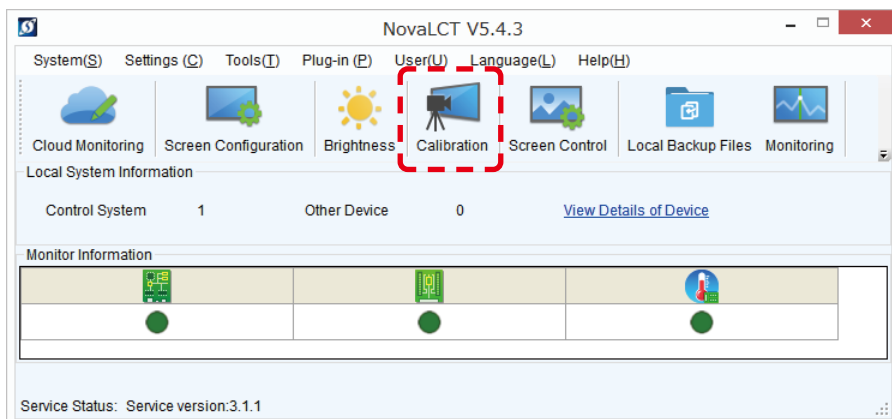 NovaLCT V5.4.3
System(S) Settings (C) Tools(T) Plug-in (P) User(U) Language(L) Help(H)
Cloud Monitoring Screen Configuration Brightness Calibration Screen Control Local Backup Files Monitoring
Local System Information
Control System 1 Other Device 0 View Details of Device
Monitor Information
Service Status: Service version:3.1.1